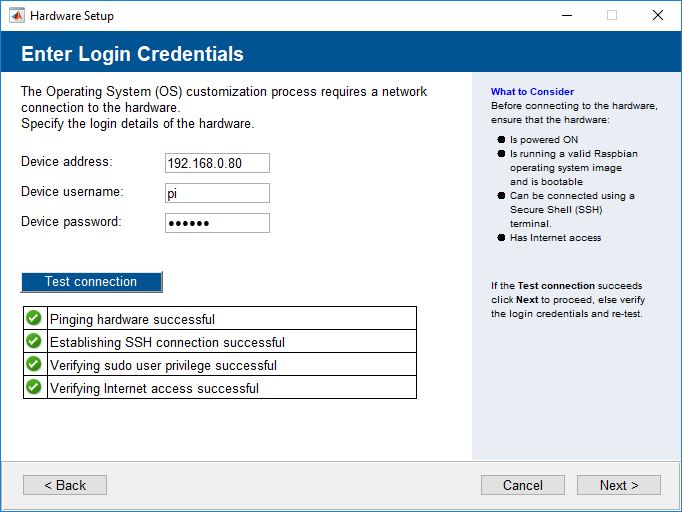 Hardware Setup
Enter Login Credentials
The Operating System (OS) customization process requires a network
connection to the hardware.
Specify the login details of the hardware.
Device address:
192.168.0.80
Device username:
pi
Device password:
●●●●●●
Test connection
Pinging hardware successful
Establishing SSH connection successful
Verifying sudo user privilege successful
Verifying Internet access successful
What to Consider
Before connecting to the hardware,
ensure that the hardware:
● Is powered ON
● Is running a valid Raspbian
operating system image
and is bootable
● Can be connected using a
Secure Shell (SSH)
terminal.
● Has Internet access
If the Test connection succeeds
click Next to proceed, else verify
the login credentials and re-test.
< Back
Cancel
Next >